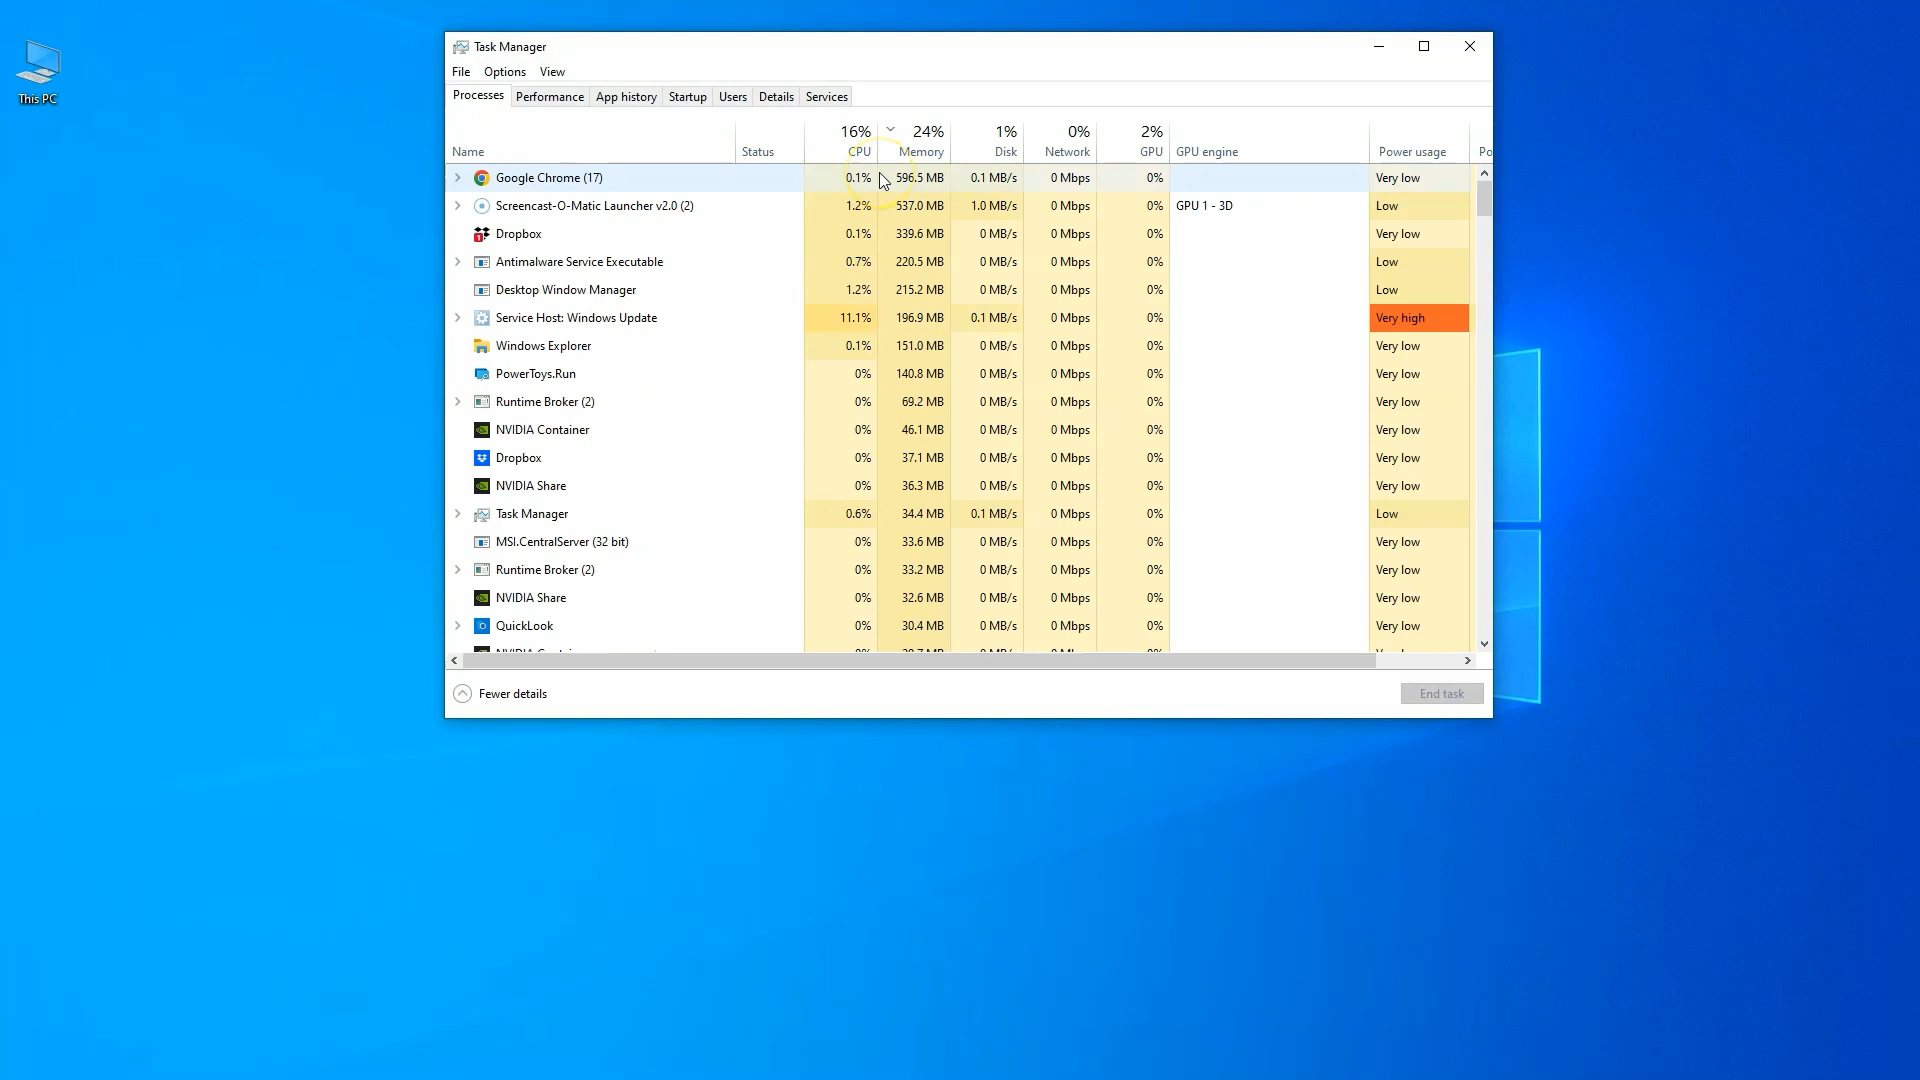 This PC
Task Manager
File Options View
Processes Performance App history Startup Users Details Services
16% 24% 1% 0% 2%
Name Status CPU Memory Disk Network GPU GPU engine Power usage Po
Google Chrome (17) 0.1% 596.5 MB 0.1 MB/s 0 Mbps 0% Very low
Screencast-O-Matic Launcher v2.0 (2) 1.2% 537.0 MB 1.0 MB/s 0 Mbps 0% GPU 1 - 3D Low
Dropbox 0.1% 339.6 MB 0 MB/s 0 Mbps 0% Very low
Antimalware Service Executable 0.7% 220.5 MB 0 MB/s 0 Mbps 0% Low
Desktop Window Manager 1.2% 215.2 MB 0 MB/s 0 Mbps 0% Low
Service Host: Windows Update 11.1% 196.9 MB 0.1 MB/s 0 Mbps 0% Very high
Windows Explorer 0.1% 151.0 MB 0 MB/s 0 Mbps 0% Very low
PowerToys.Run 0% 140.8 MB 0 MB/s 0 Mbps 0% Very low
Runtime Broker (2) 0% 69.2 MB 0 MB/s 0 Mbps 0% Very low
NVIDIA Container 0% 46.1 MB 0 MB/s 0 Mbps 0% Very low
Dropbox 0% 37.1 MB 0 MB/s 0 Mbps 0% Very low
NVIDIA Share 0% 36.3 MB 0 MB/s 0 Mbps 0% Very low
Task Manager 0.6% 34.4 MB 0.1 MB/s 0 Mbps 0% Low
MSI.CentralServer (32 bit) 0% 33.6 MB 0 MB/s 0 Mbps 0% Very low
Runtime Broker (2) 0% 33.2 MB 0 MB/s 0 Mbps 0% Very low
NVIDIA Share 0% 32.6 MB 0 MB/s 0 Mbps 0% Very low
QuickLook 0% 30.4 MB 0 MB/s 0 Mbps 0% Very low
Fewer details End task